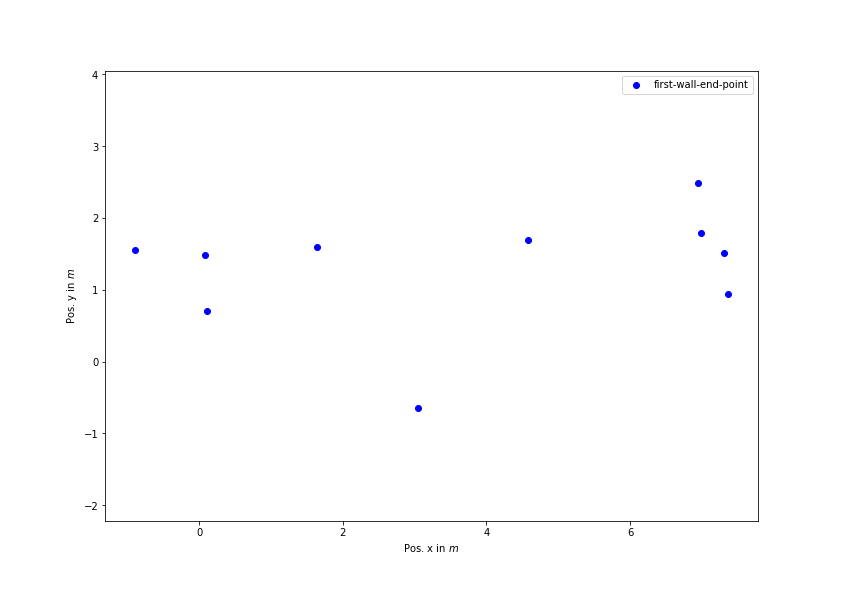 first-wall-end-point
4
3
2
1
0
−1
−2
Pos. y in m
0 2 4 6
Pos. x in m